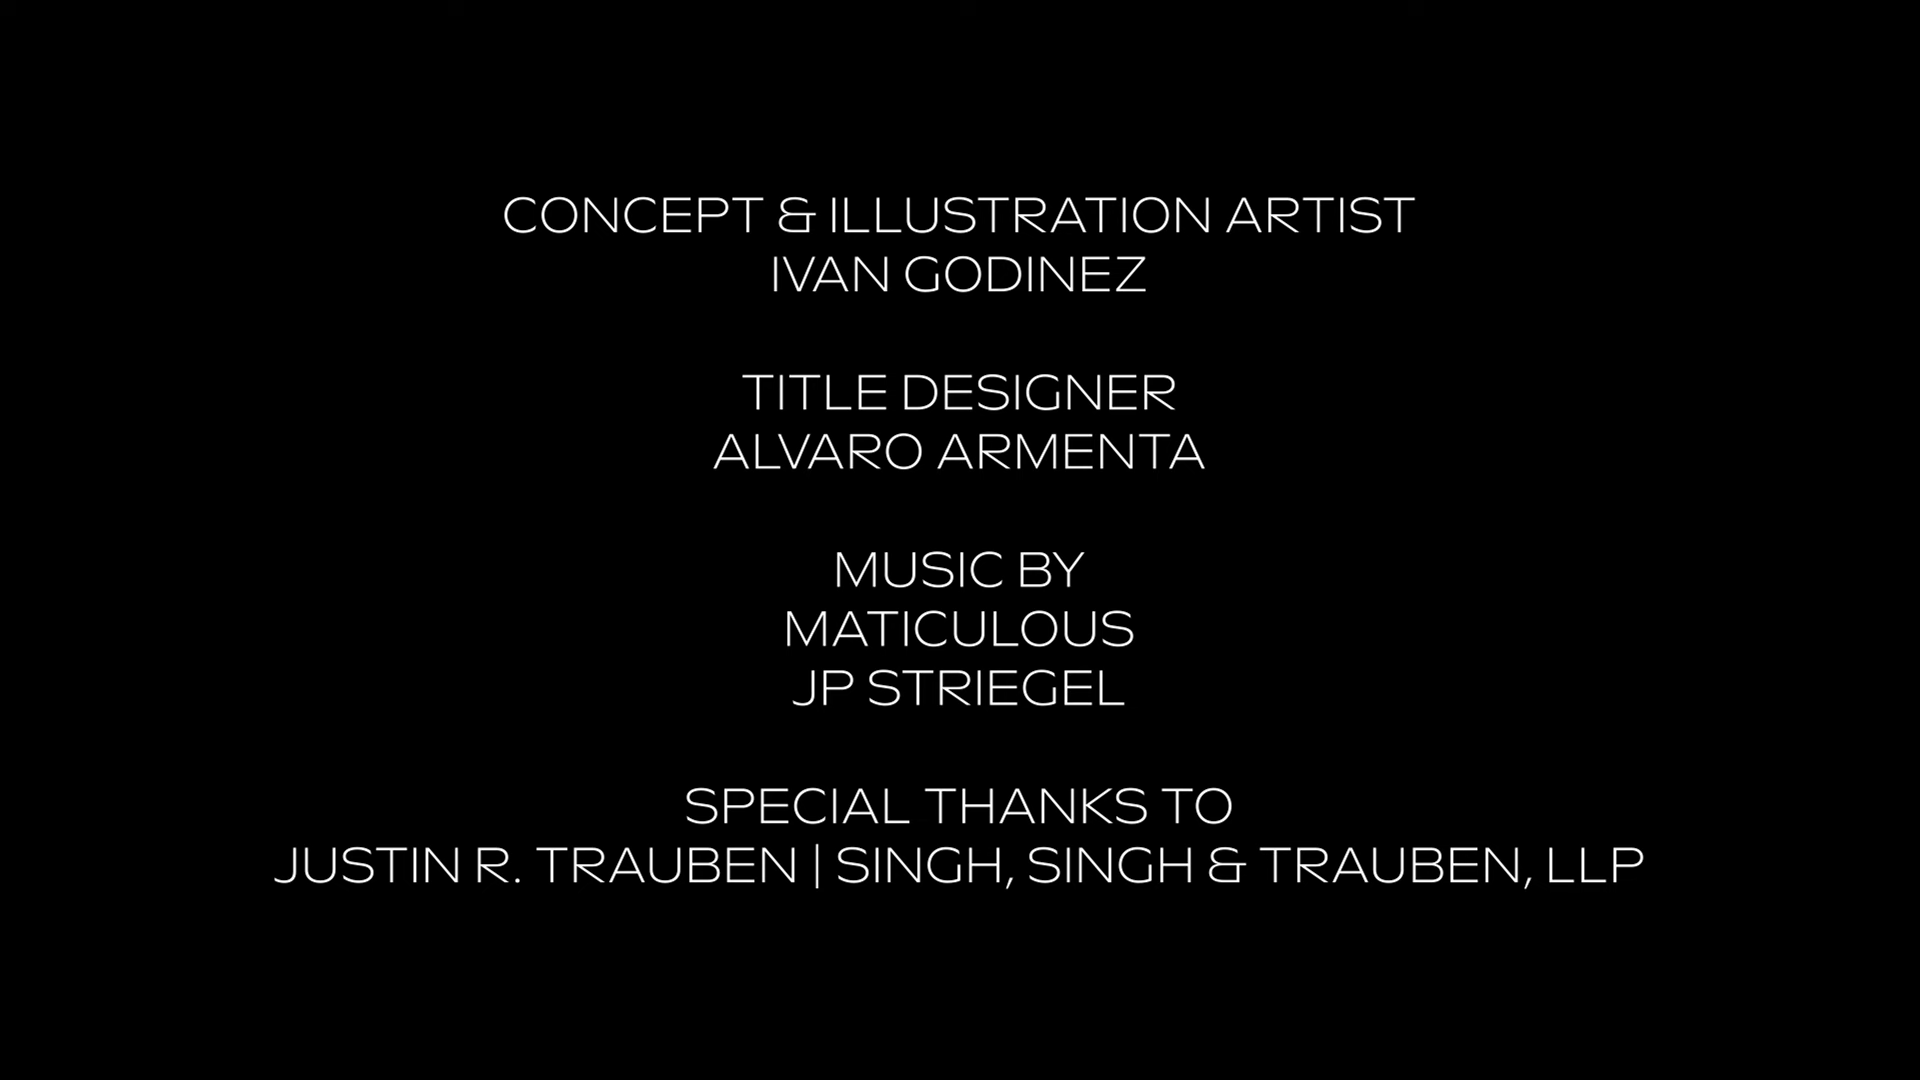 CONCEPT & ILLUSTRATION ARTIST
IVAN GODINEZ
TITLE DESIGNER
ALVARO ARMENTA
MUSIC BY
MATICULOUS
JP STRIEGEL
SPECIAL THANKS TO
JUSTIN R. TRAUBEN | SINGH, SINGH & TRAUBEN, LLP